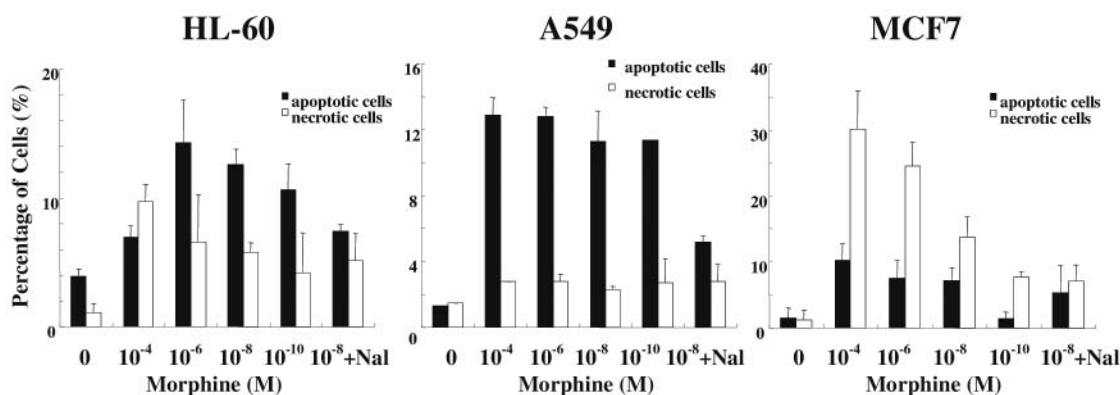 HL-60
A549
MCF7
Percentage of Cells (%)
20
10
0
apoptotic cells
necrotic cells
0 10⁻⁴ 10⁻⁶ 10⁻⁸ 10⁻¹⁰ 10⁻⁸+Nal
Morphine (M)
16
12
8
4
0
apoptotic cells
necrotic cells
0 10⁻⁴ 10⁻⁶ 10⁻⁸ 10⁻¹⁰ 10⁻⁸+Nal
Morphine (M)
40
30
20
10
0
apoptotic cells
necrotic cells
0 10⁻⁴ 10⁻⁶ 10⁻⁸ 10⁻¹⁰ 10⁻⁸+Nal
Morphine (M)